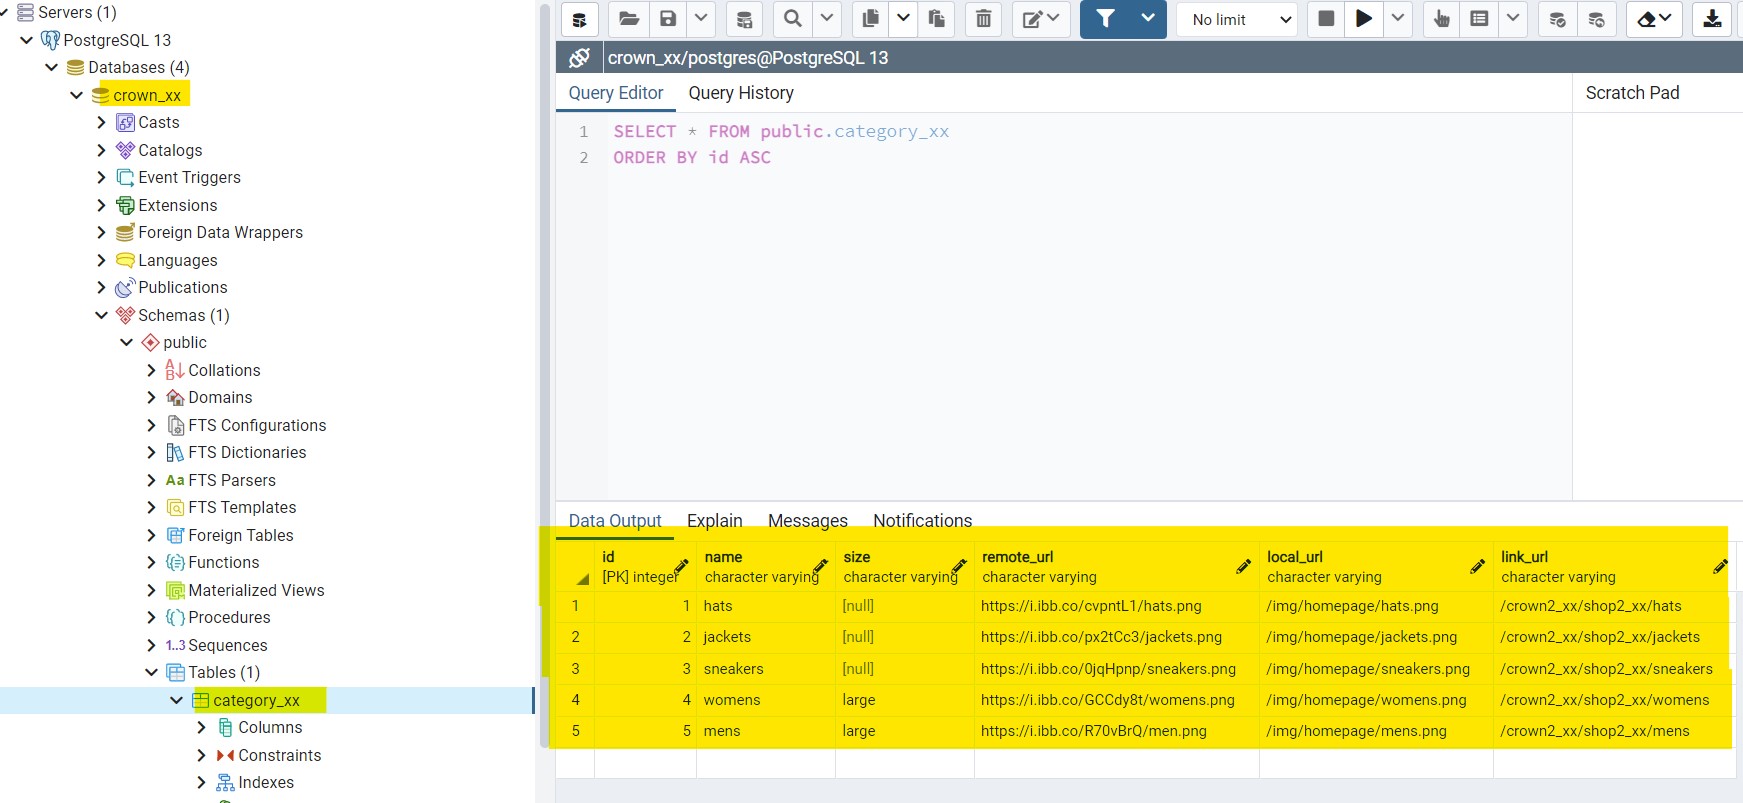 Servers (1)
PostgreSQL 13
Databases (4)
crown_xx
Casts
Catalogs
Event Triggers
Extensions
Foreign Data Wrappers
Languages
Publications
Schemas (1)
public
Collations
Domains
FTS Configurations
FTS Dictionaries
Aa FTS Parsers
FTS Templates
Foreign Tables
Functions
Materialized Views
Procedures
1..3 Sequences
Tables (1)
category_xx
Columns
Constraints
Indexes
No limit
crown_xx/postgres@PostgreSQL 13
Query Editor Query History Scratch Pad
1 SELECT * FROM public.category_xx
2 ORDER BY id ASC
Data Output Explain Messages Notifications
id name size remote_url local_url link_url
[PK] integer character varying character varying character varying character varying character varying
1 1 hats [null] https://i.ibb.co/cvpntL1/hats.png /img/homepage/hats.png /crown2_xx/shop2_xx/hats
2 2 jackets [null] https://i.ibb.co/px2tCc3/jackets.png /img/homepage/jackets.png /crown2_xx/shop2_xx/jackets
3 3 sneakers [null] https://i.ibb.co/0jqHpnp/sneakers.png /img/homepage/sneakers.png /crown2_xx/shop2_xx/sneakers
4 4 womens large https://i.ibb.co/GCCdy8t/womens.png /img/homepage/womens.png /crown2_xx/shop2_xx/womens
5 5 mens large https://i.ibb.co/R70vBrQ/men.png /img/homepage/mens.png /crown2_xx/shop2_xx/mens